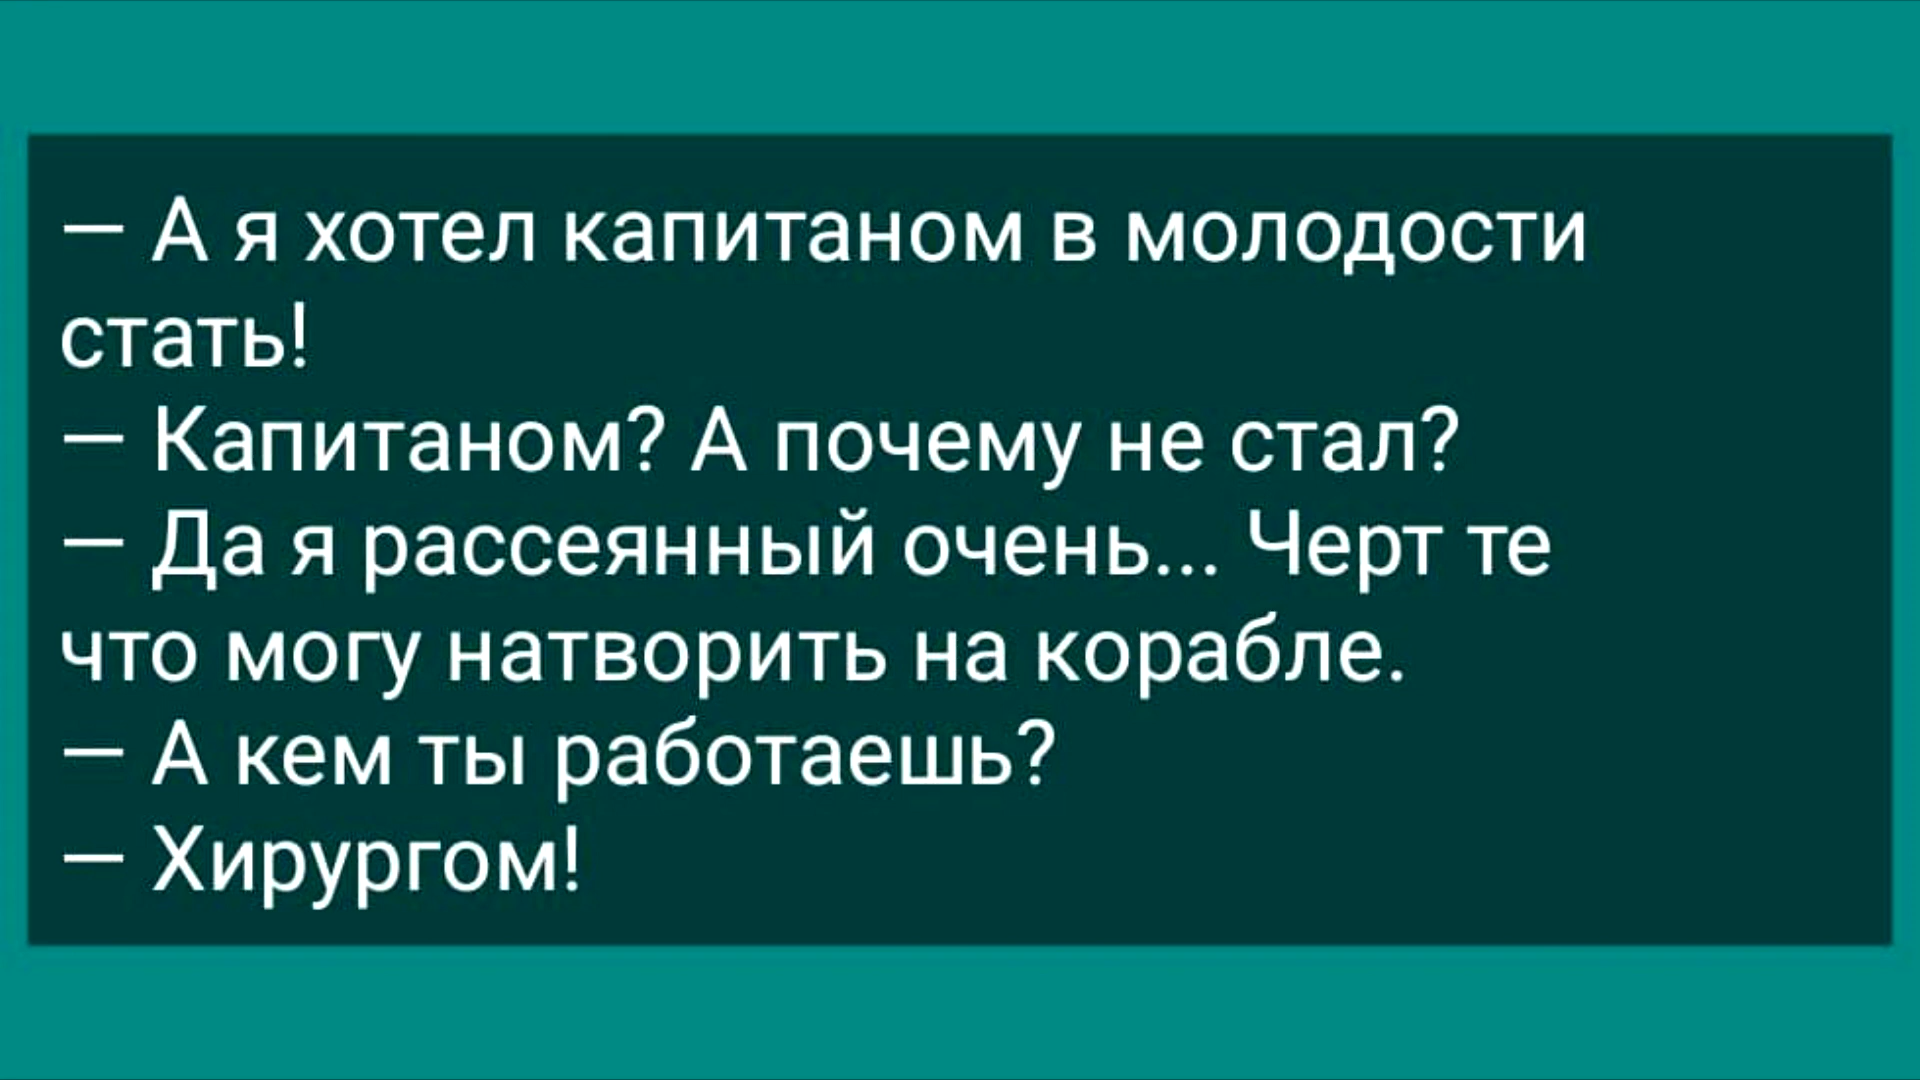 — А я хотел капитаном в молодости
стать!
— Капитаном? А почему не стал?
— Да я рассеянный очень... Черт те
что могу натворить на корабле.
— А кем ты работаешь?
— Хирургом!